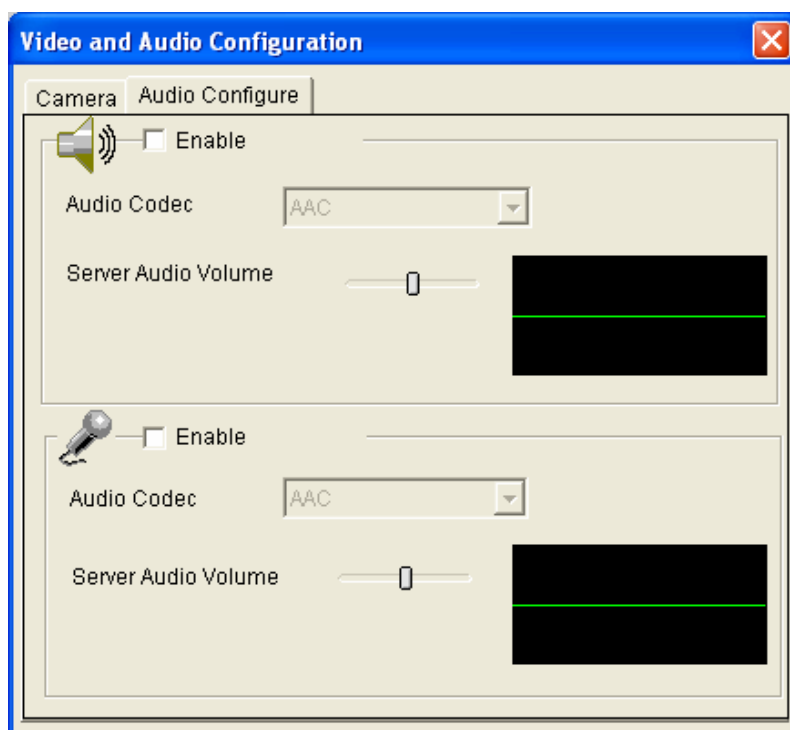 Video and Audio Configuration
Camera
Audio Configure
Enable
Audio Codec
AAC
Server Audio Volume
Enable
Audio Codec
AAC
Server Audio Volume